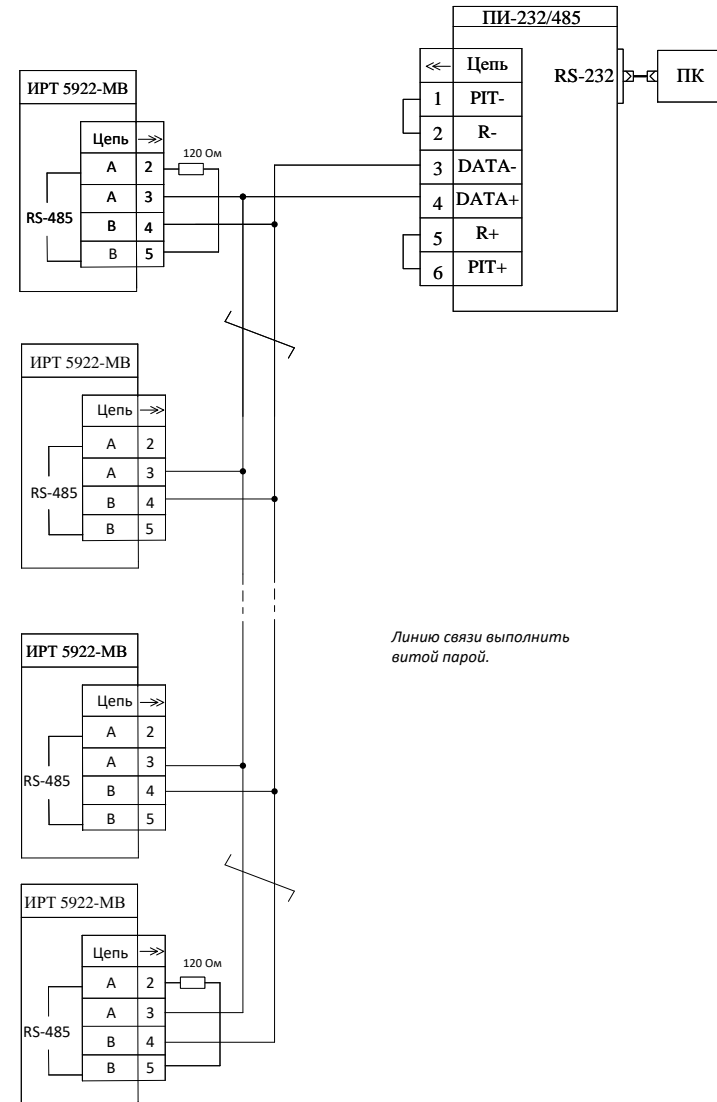 ПИ-232/485
Цепь
RS-232
ПК
1 PIT-
2 R-
3 DATA-
4 DATA+
5 R+
6 PIT+
ИРТ 5922-МВ
Цепь
120 Ом
A 2
A 3
RS-485
B 4
B 5
ИРТ 5922-МВ
Цепь
A 2
A 3
RS-485
B 4
B 5
Линию связи выполнить
витой парой.
ИРТ 5922-МВ
Цепь
A 2
A 3
RS-485
B 4
B 5
ИРТ 5922-МВ
Цепь
120 Ом
A 2
A 3
RS-485
B 4
B 5